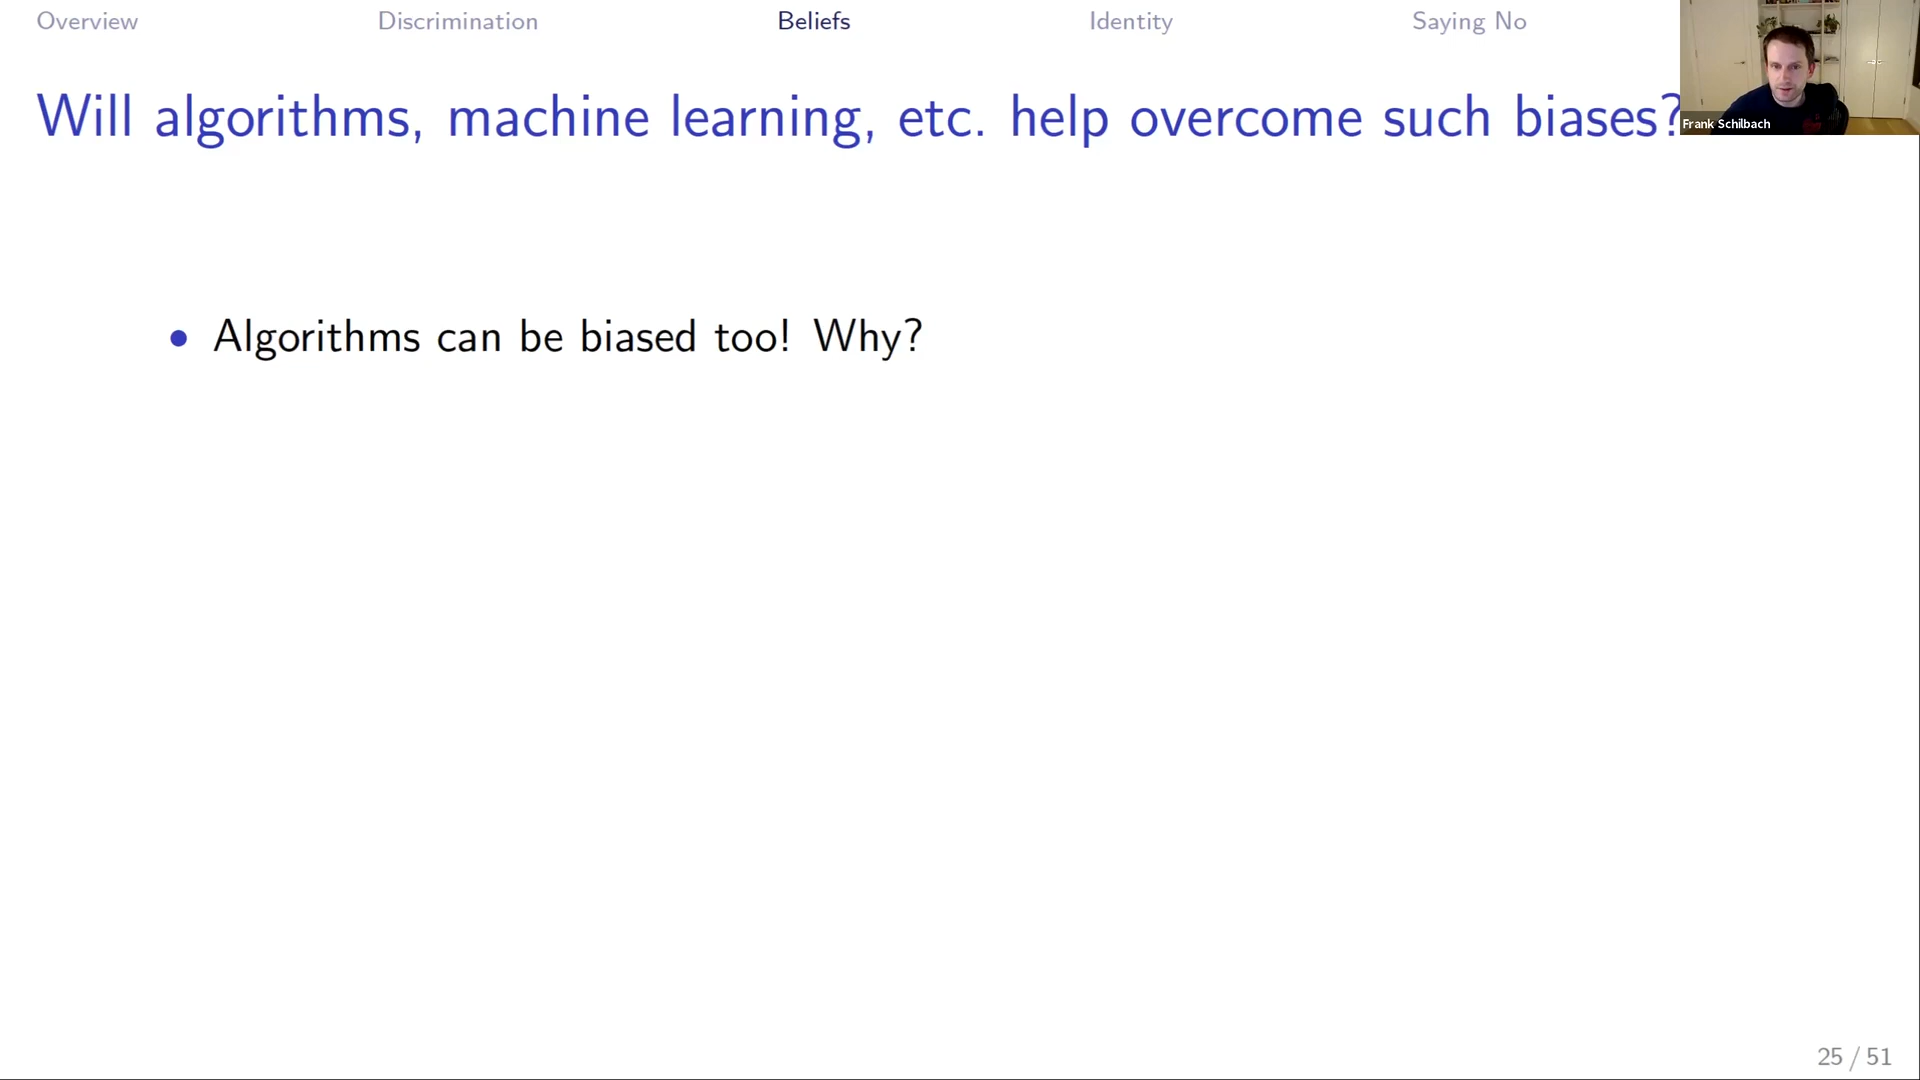 Overview Discrimination Beliefs Identity Saying No
Will algorithms, machine learning, etc. help overcome such biases?
Frank Schilbach
• Algorithms can be biased too! Why?
25 / 51